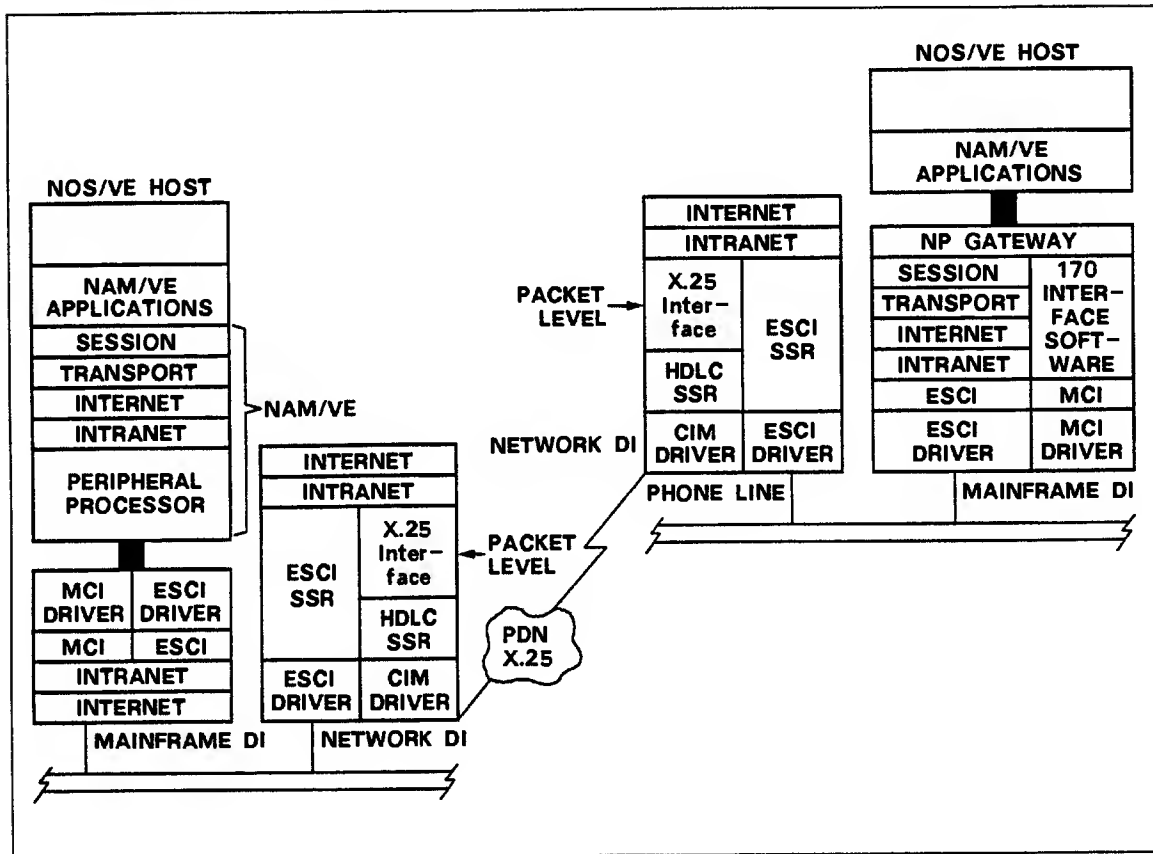 NOS/VE HOST
NAM/VE
APPLICATIONS
SESSION
TRANSPORT
INTERNET
INTRANET
PERIPHERAL
PROCESSOR
NAM/VE
MCI
DRIVER
ESCI
DRIVER
MCI
ESCI
INTRANET
INTERNET
MAINFRAME DI
INTERNET
INTRANET
ESCI
SSR
X.25
Inter-
face
HDLC
SSR
ESCI
DRIVER
CIM
DRIVER
PACKET
LEVEL
NETWORK DI
PDN
X.25
INTERNET
INTRANET
PACKET
LEVEL
X.25
Inter-
face
HDLC
SSR
ESCI
SSR
CIM
DRIVER
ESCI
DRIVER
NETWORK DI
PHONE LINE
NOS/VE HOST
NAM/VE
APPLICATIONS
NP GATEWAY
SESSION
TRANSPORT
INTERNET
INTRANET
170
INTER-
FACE
SOFT-
WARE
ESCI
MCI
ESCI
DRIVER
MCI
DRIVER
MAINFRAME DI